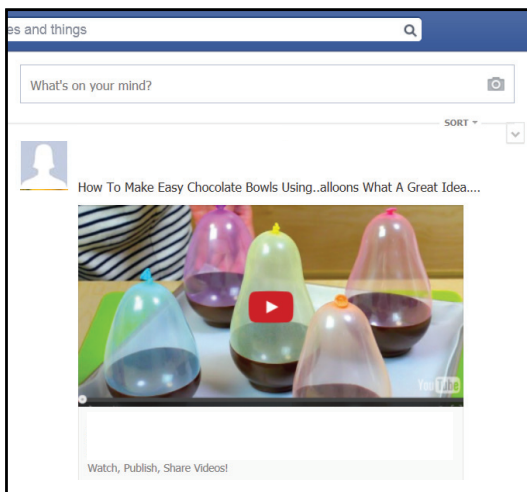 es and things
What's on your mind?
SORT
How To Make Easy Chocolate Bowls Using..alloons What A Great Idea....
YouTube
Watch, Publish, Share Videos!